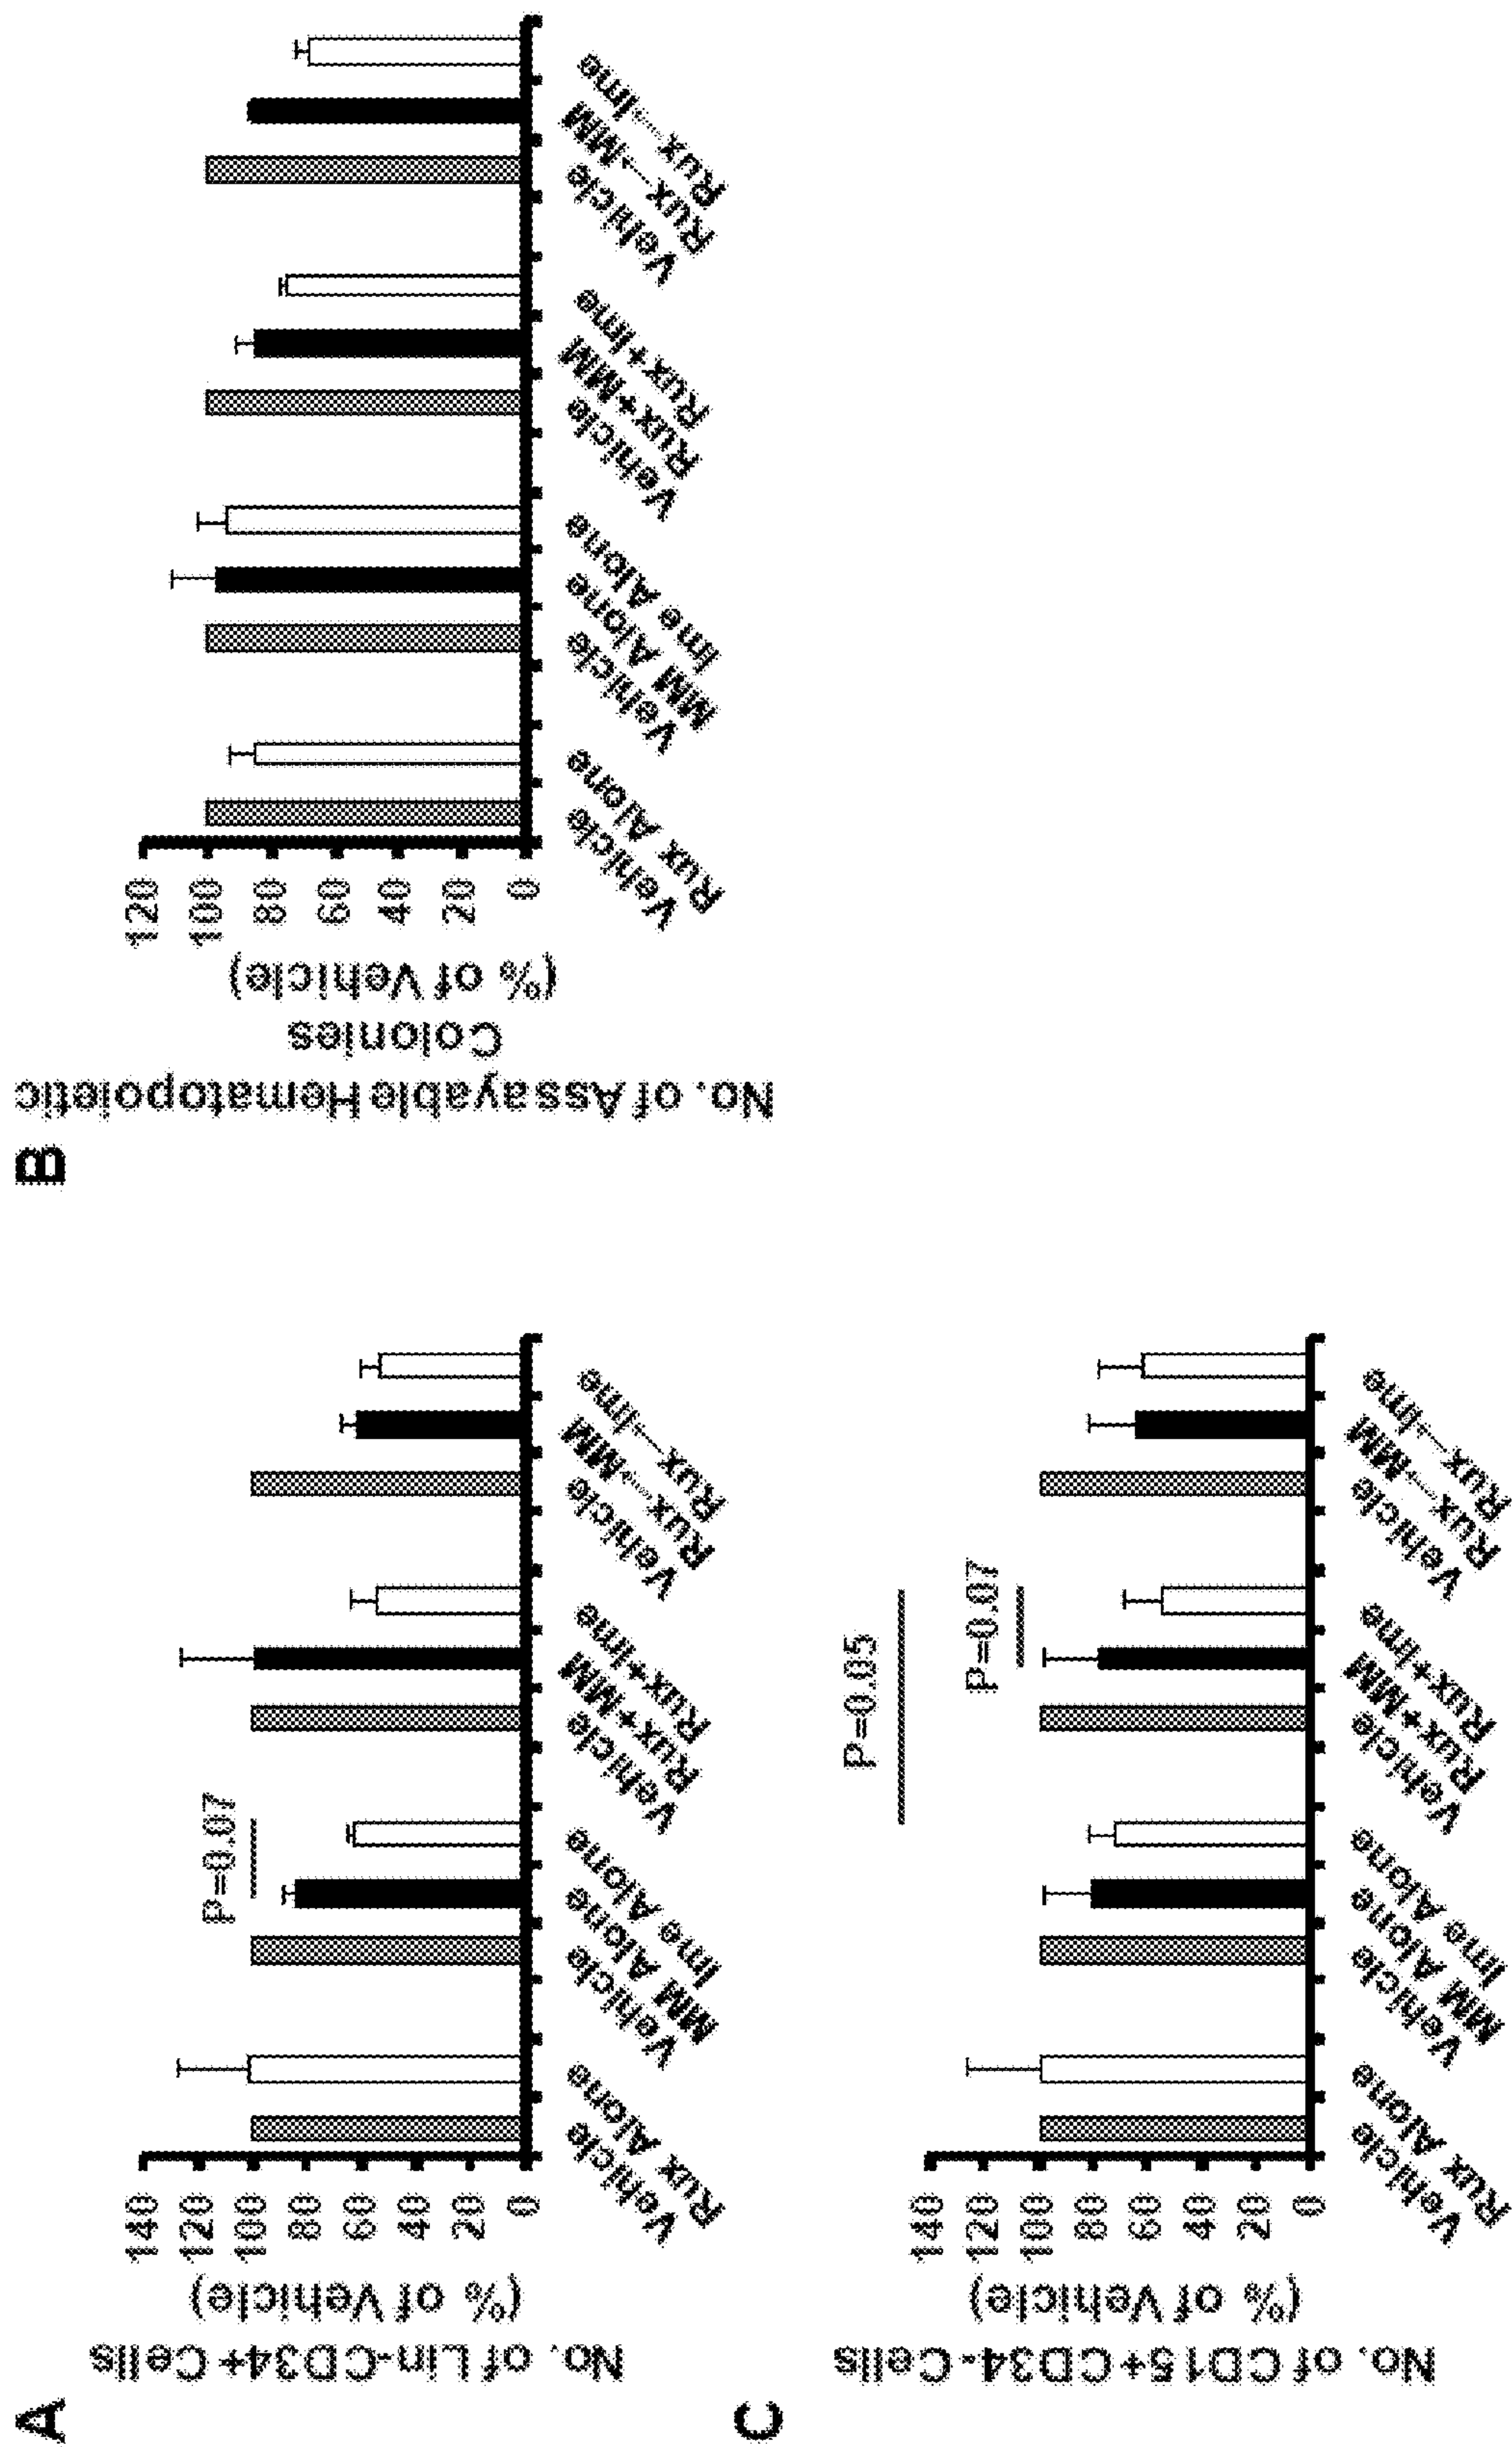 A
No. of Lin-CD34+ Cells
(% of Vehicle)
140
120
100
80
60
40
20
0
P=0.07
Vehicle
Rux Alone
Vehicle
MM Alone
Ime Alone
Vehicle
Rux+MM
Rux+Ime
Vehicle
Rux→MM
Rux→Ime
B
No. of Assayable Hematopoietic
Colonies
(% of Vehicle)
120
100
80
60
40
20
0
Vehicle
Rux Alone
Vehicle
MM Alone
Ime Alone
Vehicle
Rux+MM
Rux+Ime
Vehicle
Rux→MM
Rux→Ime
C
No. of CD15+CD34- Cells
(% of Vehicle)
140
120
100
80
60
40
20
0
P=0.05
P=0.07
Vehicle
Rux Alone
Vehicle
MM Alone
Ime Alone
Vehicle
Rux+MM
Rux+Ime
Vehicle
Rux→MM
Rux→Ime